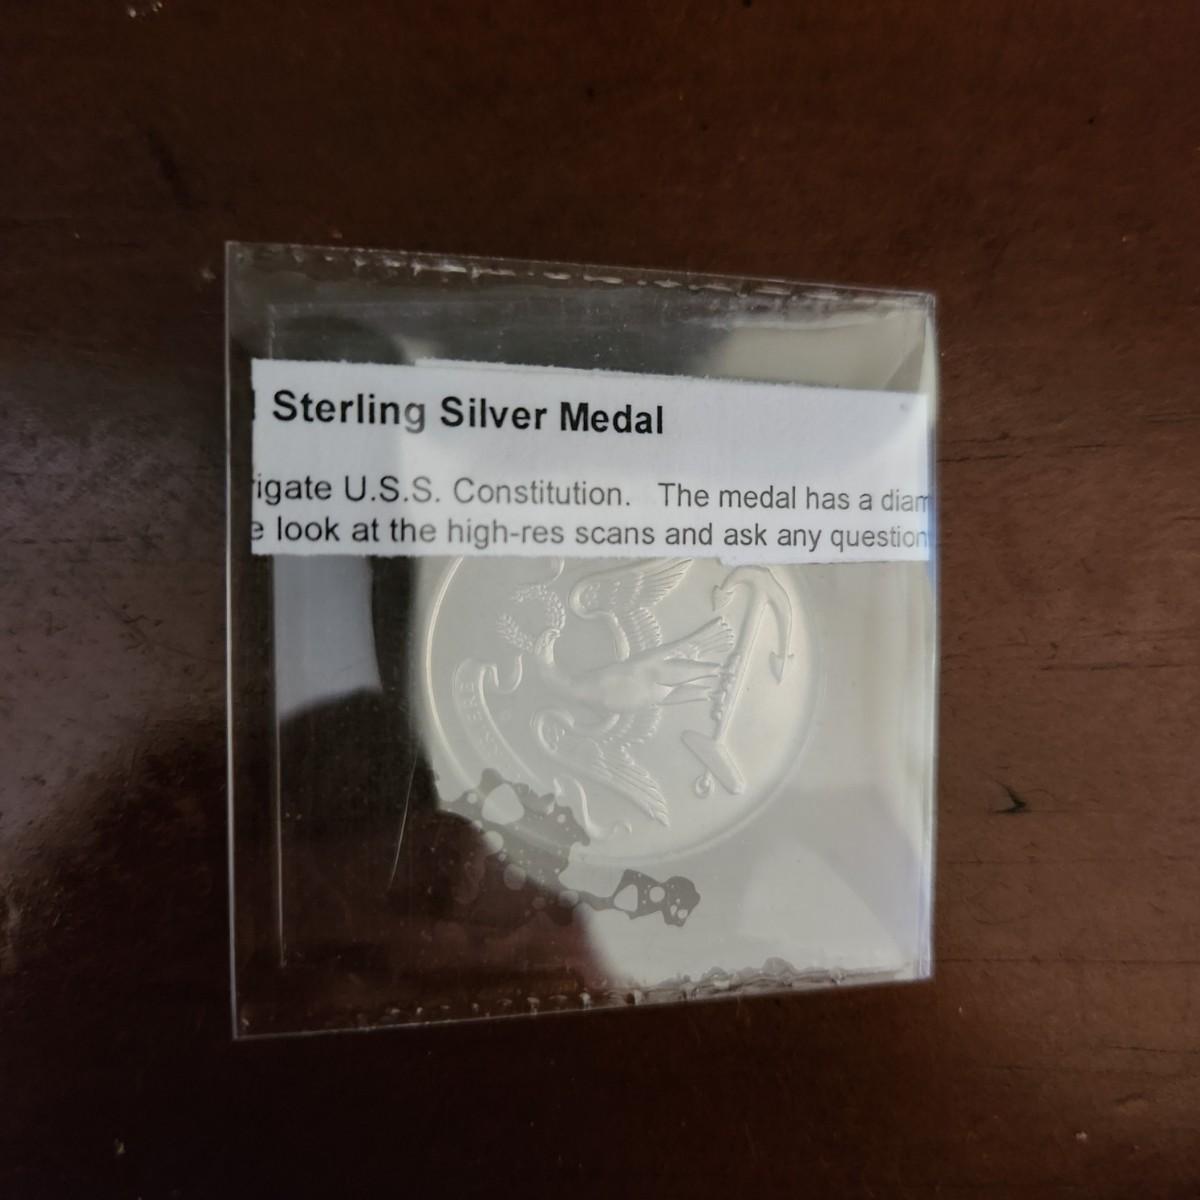 Sterling Silver Medal
rigate U.S.S. Constitution. The medal has a diam
e look at the high-res scans and ask any question